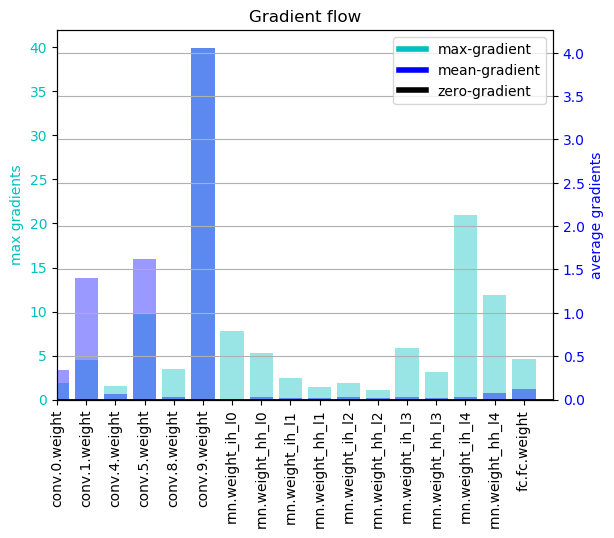 Gradient flow
max-gradient
mean-gradient
zero-gradient
max gradients
40
35
30
25
20
15
10
5
0
average gradients
4.0
3.5
3.0
2.5
2.0
1.5
1.0
0.5
0.0
conv.0.weight
conv.1.weight
conv.4.weight
conv.5.weight
conv.8.weight
conv.9.weight
rnn.weight_ih_l0
rnn.weight_hh_l0
rnn.weight_ih_l1
rnn.weight_hh_l1
rnn.weight_ih_l2
rnn.weight_hh_l2
rnn.weight_ih_l3
rnn.weight_hh_l3
rnn.weight_ih_l4
rnn.weight_hh_l4
fc.fc.weight